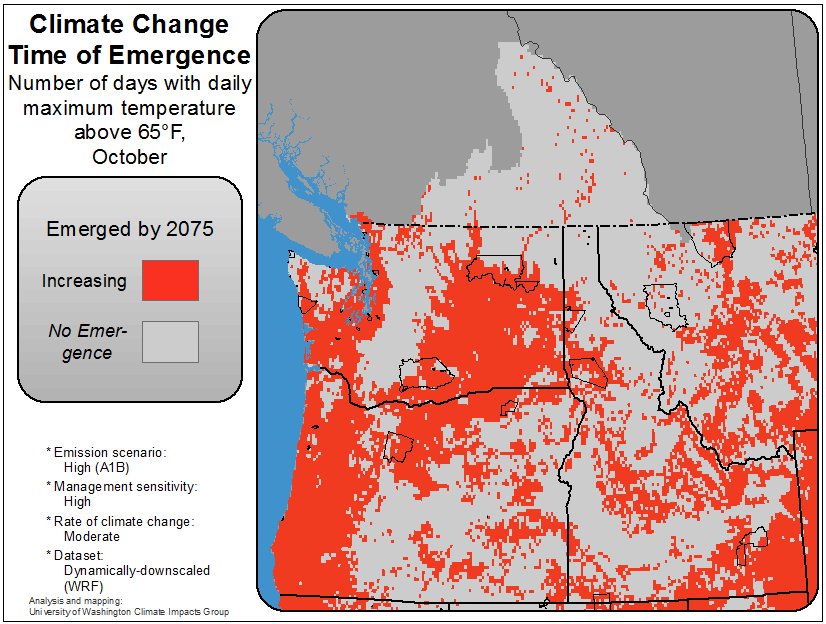 Climate Change
Time of Emergence
Number of days with daily
maximum temperature
above 65°F,
October
Emerged by 2075
Increasing
No Emer-
gence
* Emission scenario:
High (A1B)
* Management sensitivity:
High
* Rate of climate change:
Moderate
* Dataset:
Dynamically-downscaled
(WRF)
Analysis and mapping:
University of Washington Climate Impacts Group